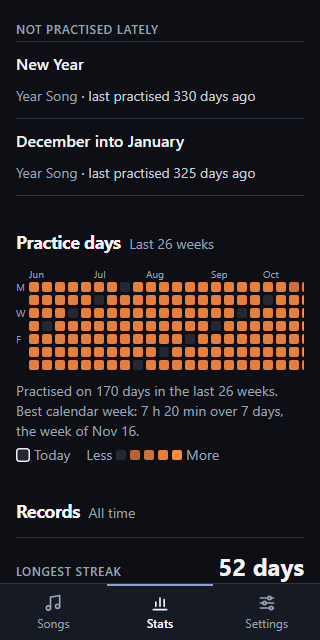 NOT PRACTISED LATELY
New Year
Year Song · last practised 330 days ago
December into January
Year Song · last practised 325 days ago
Practice days Last 26 weeks
Jun Jul Aug Sep Oct
M
W
F
Practised on 170 days in the last 26 weeks.
Best calendar week: 7 h 20 min over 7 days,
the week of Nov 16.
Today Less More
Records All time
LONGEST STREAK 52 days
Songs Stats Settings